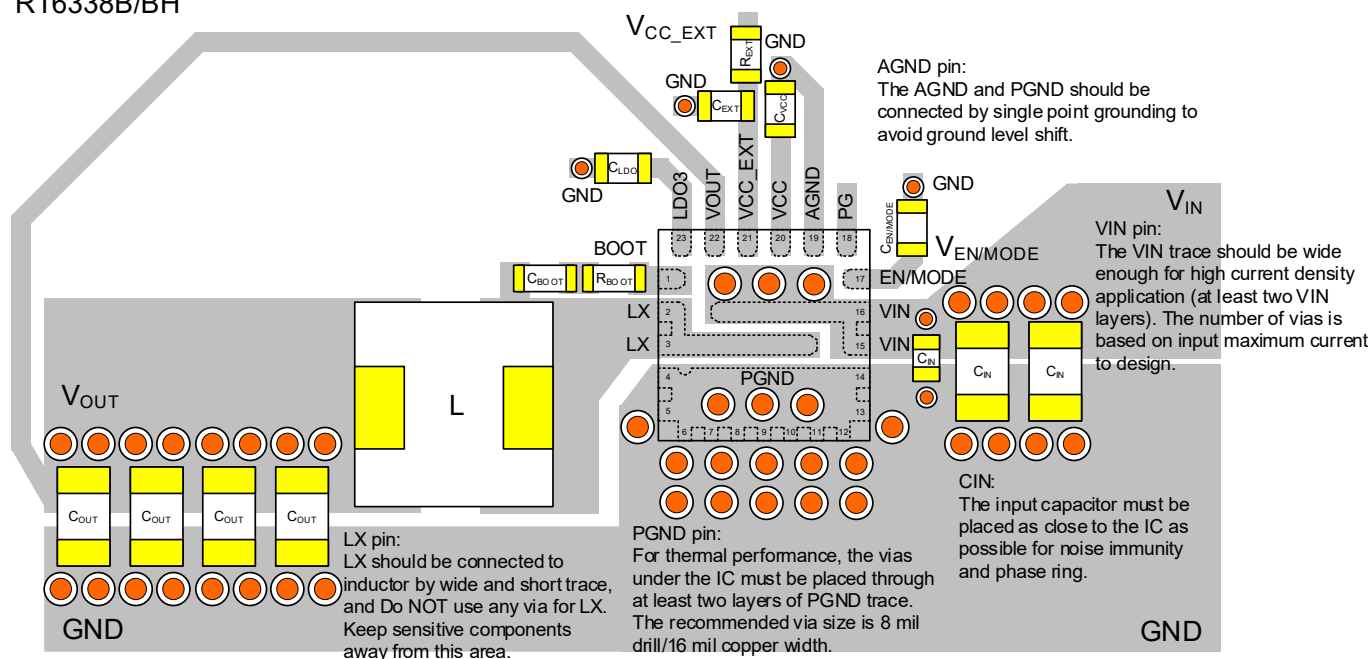 RT6338B/BH
VCC_EXT
REXT
GND
GND
CEXT
CVCC
AGND pin:
The AGND and PGND should be
connected by single point grounding to
avoid ground level shift.
CLDO
GND
LDO3
VOUT
VCC_EXT
VCC
AGND
PG
GND
CEN/MODE
VIN
VIN pin:
The VIN trace should be wide
enough for high current density
application (at least two VIN
layers). The number of vias is
based on input maximum current
to design.
23
22
21
20
19
18
BOOT
VEN/MODE
CBOOT
RBOOT
1
17
EN/MODE
LX
2
16
VIN
LX
3
15
VIN
CIN
CIN
CIN
4
PGND
14
5
13
6
7
8
9
10
11
12
VOUT
L
COUT
COUT
COUT
COUT
CIN:
The input capacitor must be
placed as close to the IC as
possible for noise immunity
and phase ring.
LX pin:
LX should be connected to
inductor by wide and short trace,
and Do NOT use any via for LX.
Keep sensitive components
away from this area.
PGND pin:
For thermal performance, the vias
under the IC must be placed through
at least two layers of PGND trace.
The recommended via size is 8 mil
drill/16 mil copper width.
GND
GND